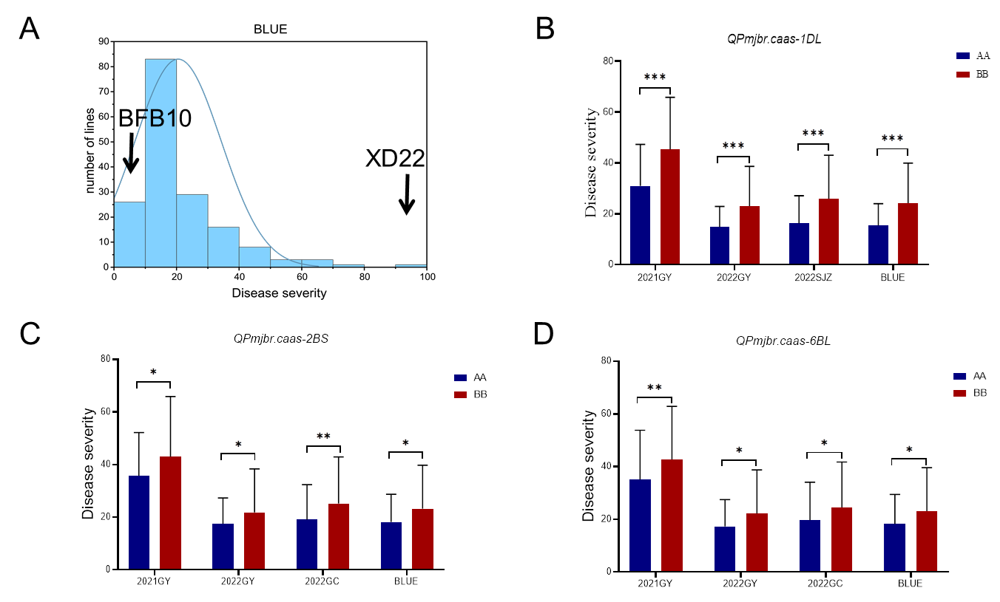 A
BLUE
number of lines
90
80
70
60
50
40
30
20
10
0
BFB10
XD22
0
20
40
60
80
100
Disease severity
B
QPmjbr.caas-1DL
AA
BB
Disease severity
80
60
40
20
0
***
***
***
***
2021GY
2022GY
2022SJZ
BLUE
C
QPmjbr.caas-2BS
AA
BB
Disease severity
80
60
40
20
0
*
*
**
*
2021GY
2022GY
2022GC
BLUE
D
QPmjbr.caas-6BL
AA
BB
Disease severity
80
60
40
20
0
**
*
*
*
2021GY
2022GY
2022GC
BLUE